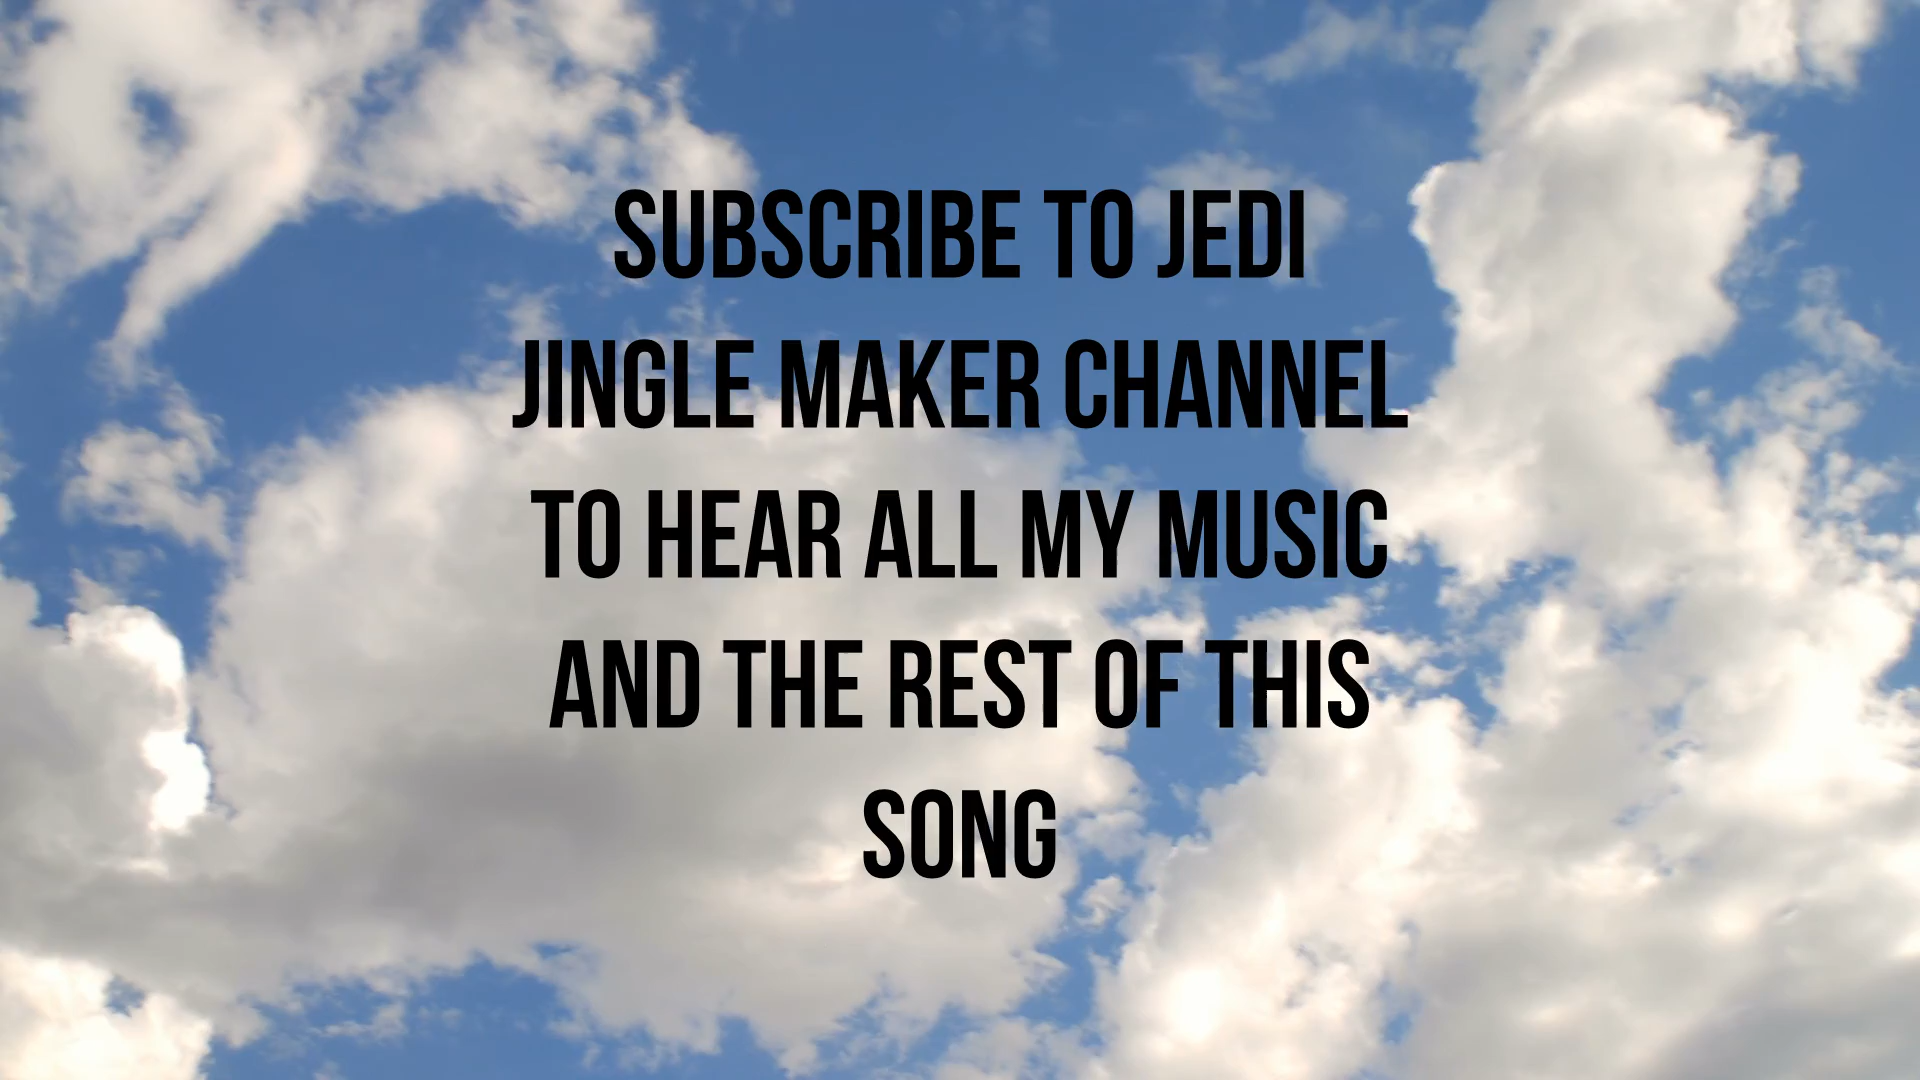 SUBSCRIBE TO JEDI
JINGLE MAKER CHANNEL
TO HEAR ALL MY MUSIC
AND THE REST OF THIS
SONG